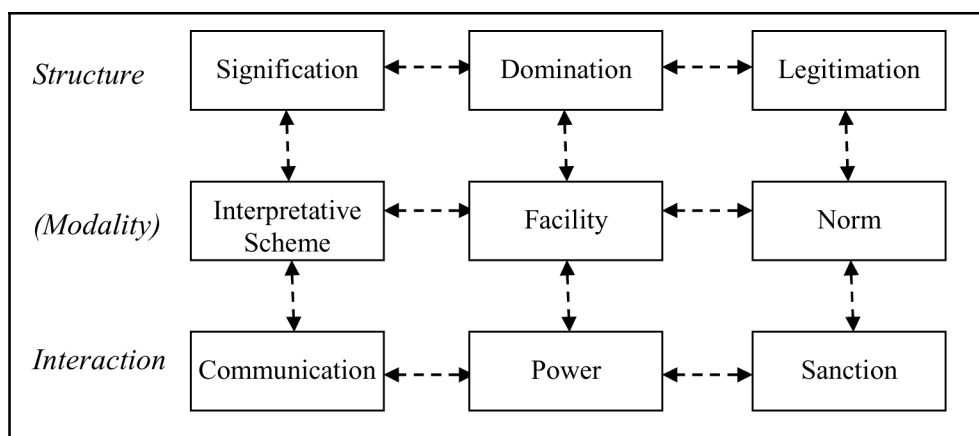 Structure
Signification
Domination
Legitimation
(Modality)
Interpretative
Scheme
Facility
Norm
Interaction
Communication
Power
Sanction